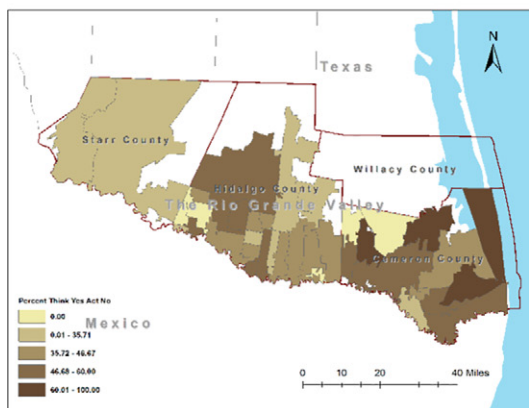 N
Texas
Starr County
Willacy County
Hidalgo County
The Rio Grande Valley
Cameron County
Percent Think Yes Act No
0.00
0.01 - 35.71
35.72 - 46.67
46.68 - 60.00
60.01 - 100.00
Mexico
0 5 10 20 30 40 Miles